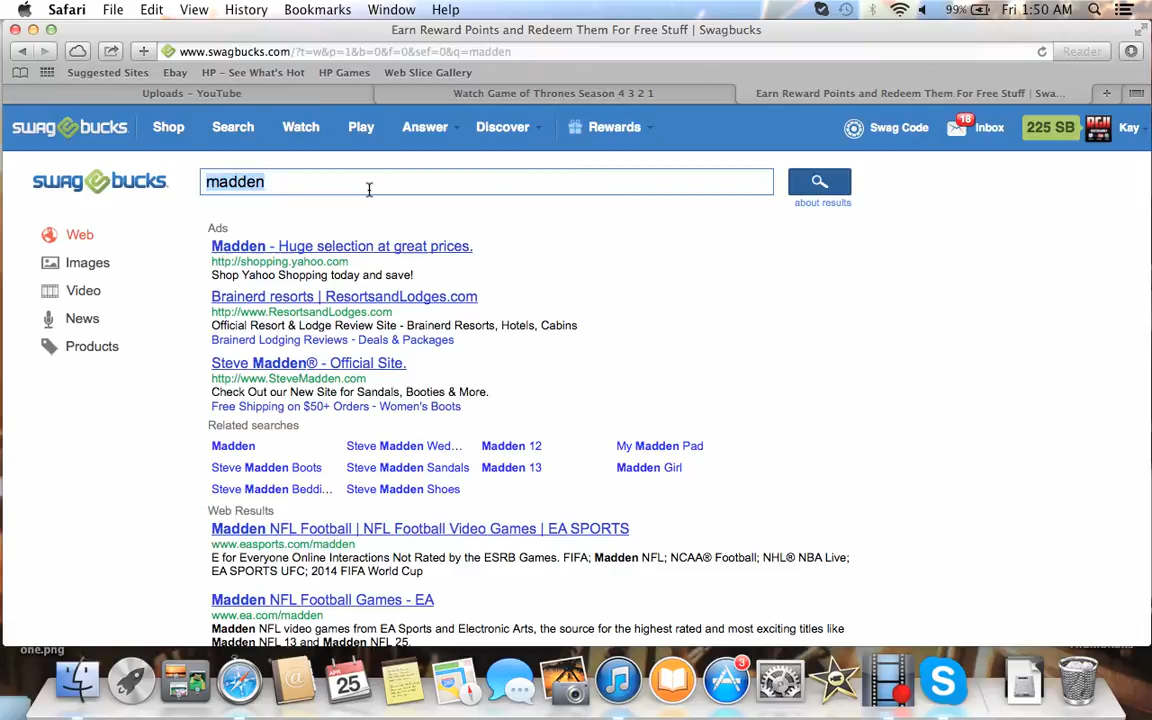 Safari File Edit View History Bookmarks Window Help 99% Fri 1:50 AM
Earn Reward Points and Redeem Them For Free Stuff | Swagbucks
www.swagbucks.com/?t=w&p=1&b=0&f=0&sef=0&q=madden Reader
Suggested Sites Ebay HP – See What's Hot HP Games Web Slice Gallery
Uploads – YouTube Watch Game of Thrones Season 4 3 2 1 Earn Reward Points and Redeem Them For Free Stuff | Swa...
swagbucks Shop Search Watch Play Answer Discover Rewards Swag Code 18 Inbox 225 SB Kay
swagbucks. madden
about results
Web
Images
Video
News
Products
Ads
Madden - Huge selection at great prices.
http://shopping.yahoo.com
Shop Yahoo Shopping today and save!
Brainerd resorts | ResortsandLodges.com
http://www.ResortsandLodges.com
Official Resort & Lodge Review Site - Brainerd Resorts, Hotels, Cabins
Brainerd Lodging Reviews - Deals & Packages
Steve Madden® - Official Site.
http://www.SteveMadden.com
Check Out our New Site for Sandals, Booties & More.
Free Shipping on $50+ Orders - Women's Boots
Related searches
Madden Steve Madden Wed... Madden 12 My Madden Pad
Steve Madden Boots Steve Madden Sandals Madden 13 Madden Girl
Steve Madden Beddi... Steve Madden Shoes
Web Results
Madden NFL Football | NFL Football Video Games | EA SPORTS
www.easports.com/madden
E for Everyone Online Interactions Not Rated by the ESRB Games. FIFA; Madden NFL; NCAA® Football; NHL® NBA Live;
EA SPORTS UFC; 2014 FIFA World Cup
Madden NFL Football Games - EA
www.ea.com/madden
Madden NFL video games from EA Sports and Electronic Arts, the source for the highest rated and most exciting titles like
Madden NFL 13 and Madden NFL 25.
one.png
25
3